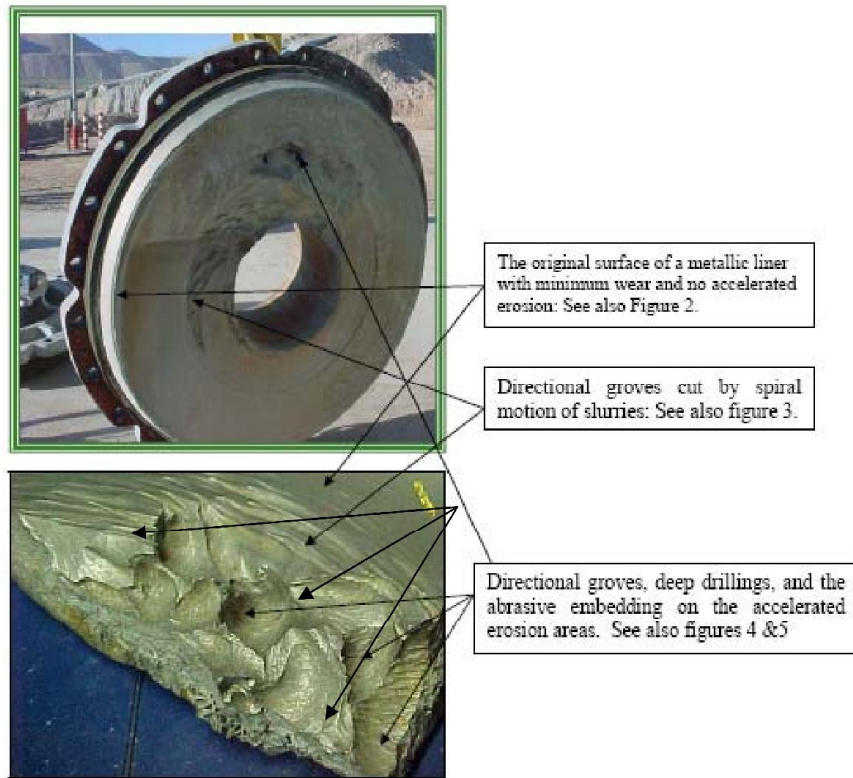 The original surface of a metallic liner
with minimum wear and no accelerated
erosion: See also Figure 2.
Directional groves cut by spiral
motion of slurries: See also figure 3.
Directional groves, deep drillings, and the
abrasive embedding on the accelerated
erosion areas. See also figures 4 &5